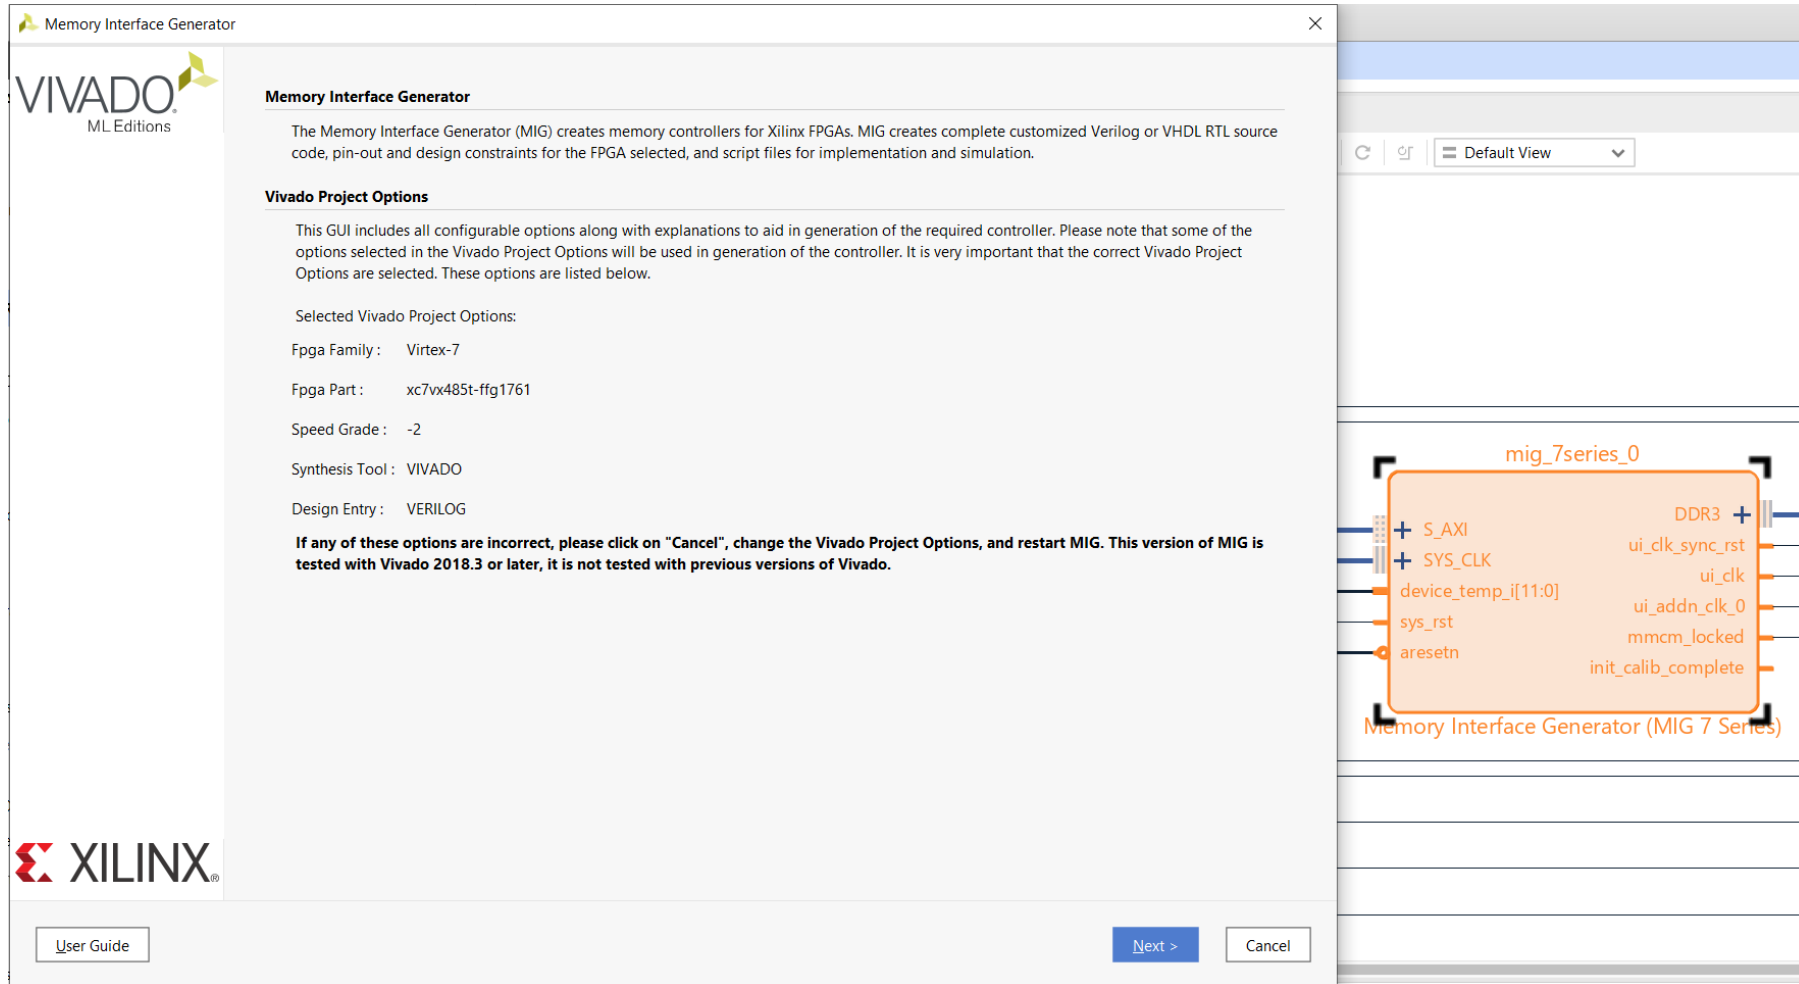 Memory Interface Generator
VIVADO.
ML Editions
Memory Interface Generator
The Memory Interface Generator (MIG) creates memory controllers for Xilinx FPGAs. MIG creates complete customized Verilog or VHDL RTL source
code, pin-out and design constraints for the FPGA selected, and script files for implementation and simulation.
Vivado Project Options
This GUI includes all configurable options along with explanations to aid in generation of the required controller. Please note that some of the
options selected in the Vivado Project Options will be used in generation of the controller. It is very important that the correct Vivado Project
Options are selected. These options are listed below.
Selected Vivado Project Options:
Fpga Family : Virtex-7
Fpga Part : xc7vx485t-ffg1761
Speed Grade : -2
Synthesis Tool : VIVADO
Design Entry : VERILOG
If any of these options are incorrect, please click on "Cancel", change the Vivado Project Options, and restart MIG. This version of MIG is
tested with Vivado 2018.3 or later, it is not tested with previous versions of Vivado.
XILINX®
User Guide
Next >
Cancel
Default View
mig_7series_0
S_AXI
SYS_CLK
device_temp_i[11:0]
sys_rst
aresetn
DDR3
ui_clk_sync_rst
ui_clk
ui_addn_clk_0
mmcm_locked
init_calib_complete
Memory Interface Generator (MIG 7 Series)